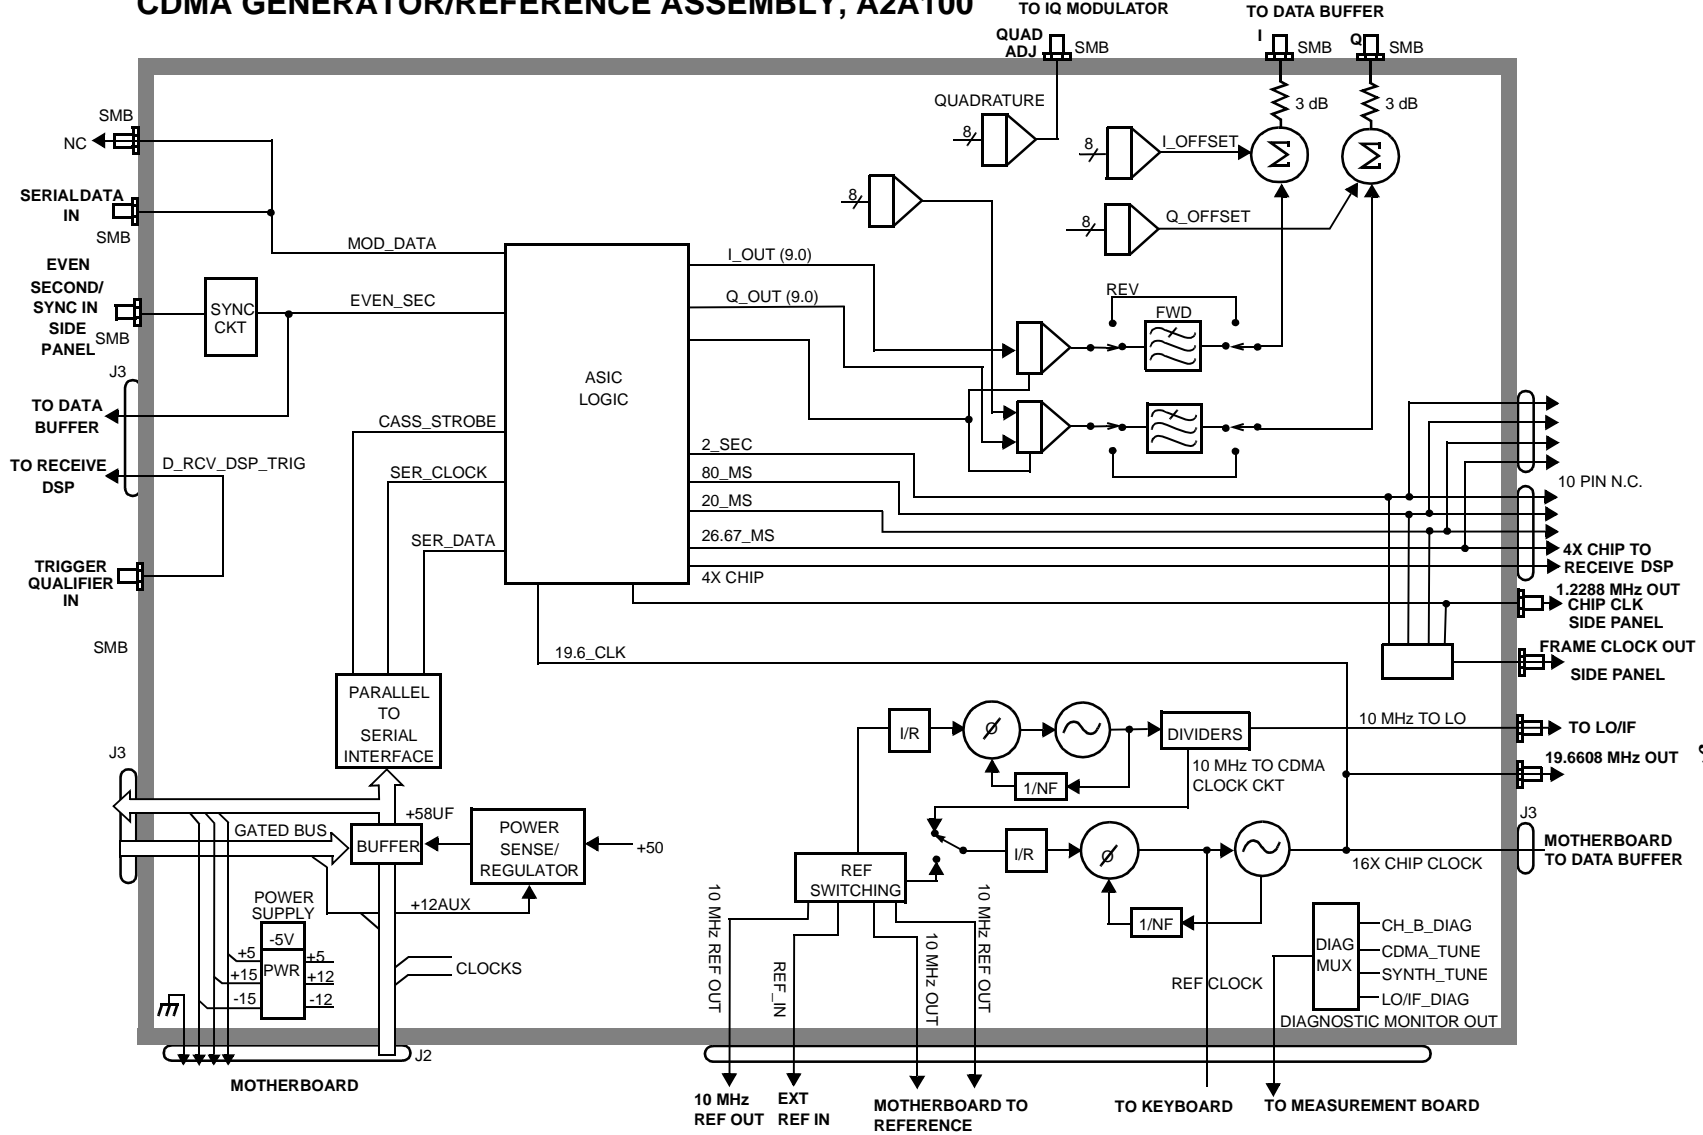 CDMA GENERATOR/REFERENCE ASSEMBLY, A2A100
TO IQ MODULATOR
TO DATA BUFFER
QUAD
ADJ
SMB
I
SMB
Q
SMB
3 dB
3 dB
QUADRATURE
8
8
I_OFFSET
Σ
Σ
8
8
Q_OFFSET
SMB
NC
SERIALDATA
IN
SMB
MOD_DATA
EVEN
SECOND/
SYNC IN
SIDE
PANEL
SMB
SYNC
CKT
EVEN_SEC
I_OUT (9.0)
Q_OUT (9.0)
REV
FWD
ASIC
LOGIC
J3
TO DATA
BUFFER
CASS_STROBE
TO RECEIVE
DSP
D_RCV_DSP_TRIG
SER_CLOCK
SER_DATA
2_SEC
80_MS
20_MS
26.67_MS
4X CHIP
10 PIN N.C.
4X CHIP TO
RECEIVE DSP
TRIGGER
QUALIFIER
IN
SMB
1.2288 MHz OUT
CHIP CLK
SIDE PANEL
19.6_CLK
FRAME CLOCK OUT
SIDE PANEL
PARALLEL
TO
SERIAL
INTERFACE
I/R
ø
DIVIDERS
10 MHz TO LO
TO LO/IF
1/NF
10 MHz TO CDMA
CLOCK CKT
19.6608 MHz OUT
J3
+58UF
GATED BUS
BUFFER
POWER
SENSE/
REGULATOR
+50
I/R
ø
16X CHIP CLOCK
J3
MOTHERBOARD
TO DATA BUFFER
REF
SWITCHING
1/NF
POWER
SUPPLY
-5V
PWR
+5
+15
-15
+5
+12
-12
+12AUX
CLOCKS
10 MHz REF OUT
REF_IN
10 MHz OUT
10 MHz REF OUT
REF CLOCK
DIAG
MUX
CH_B_DIAG
CDMA_TUNE
SYNTH_TUNE
LO/IF_DIAG
DIAGNOSTIC MONITOR OUT
J2
MOTHERBOARD
10 MHz
REF OUT
EXT
REF IN
MOTHERBOARD TO
REFERENCE
TO KEYBOARD
TO MEASUREMENT BOARD